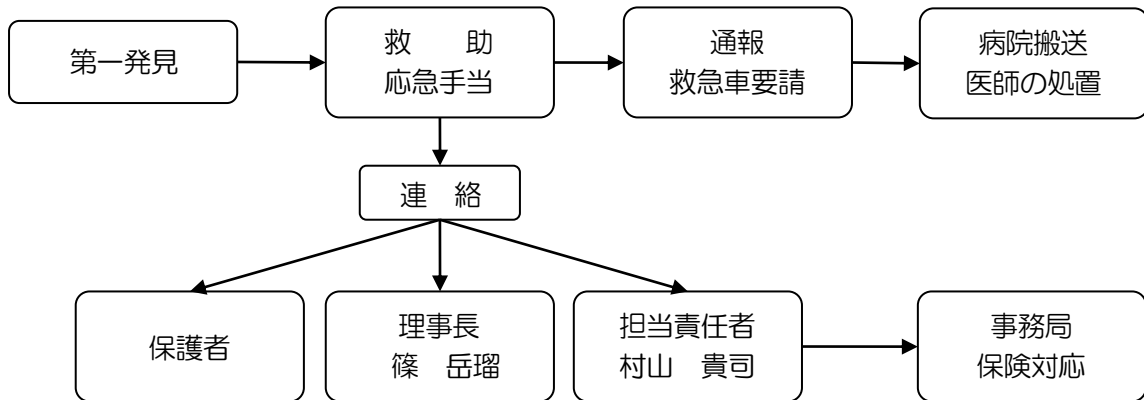 第一発見
救　　助
応急手当
通報
救急車要請
病院搬送
医師の処置
連　絡
保護者
理事長
篠　岳瑠
担当責任者
村山　貴司
事務局
保険対応